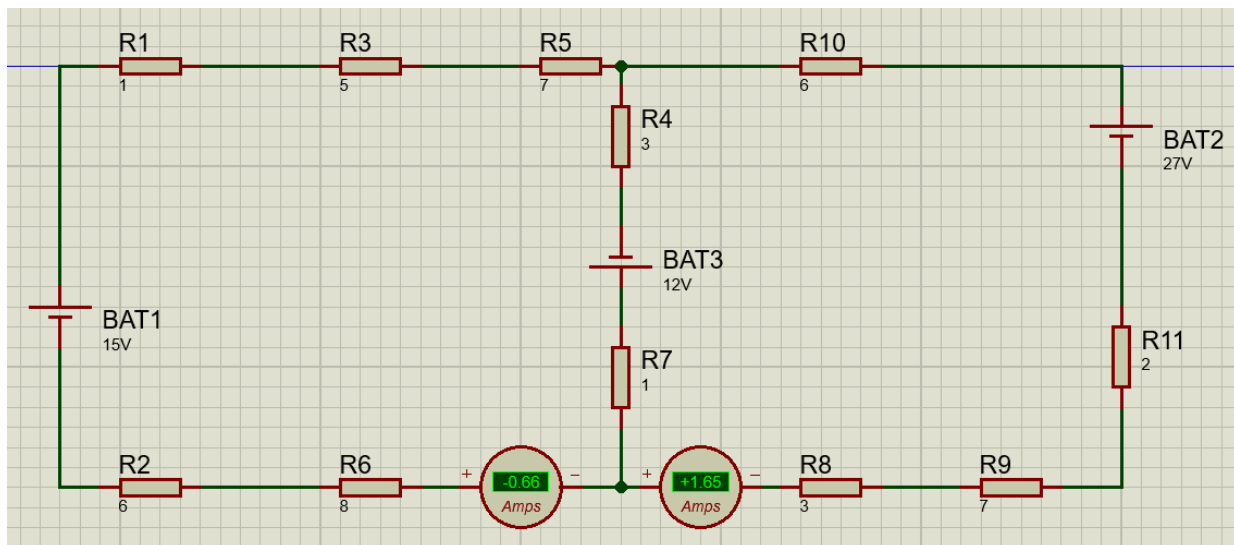 R1
1
R3
5
R5
7
R10
6
R4
3
BAT2
27V
BAT3
12V
BAT1
15V
R7
1
R11
2
R2
6
R6
8
+ -0.66 −
Amps
+ +1.65 −
Amps
R8
3
R9
7